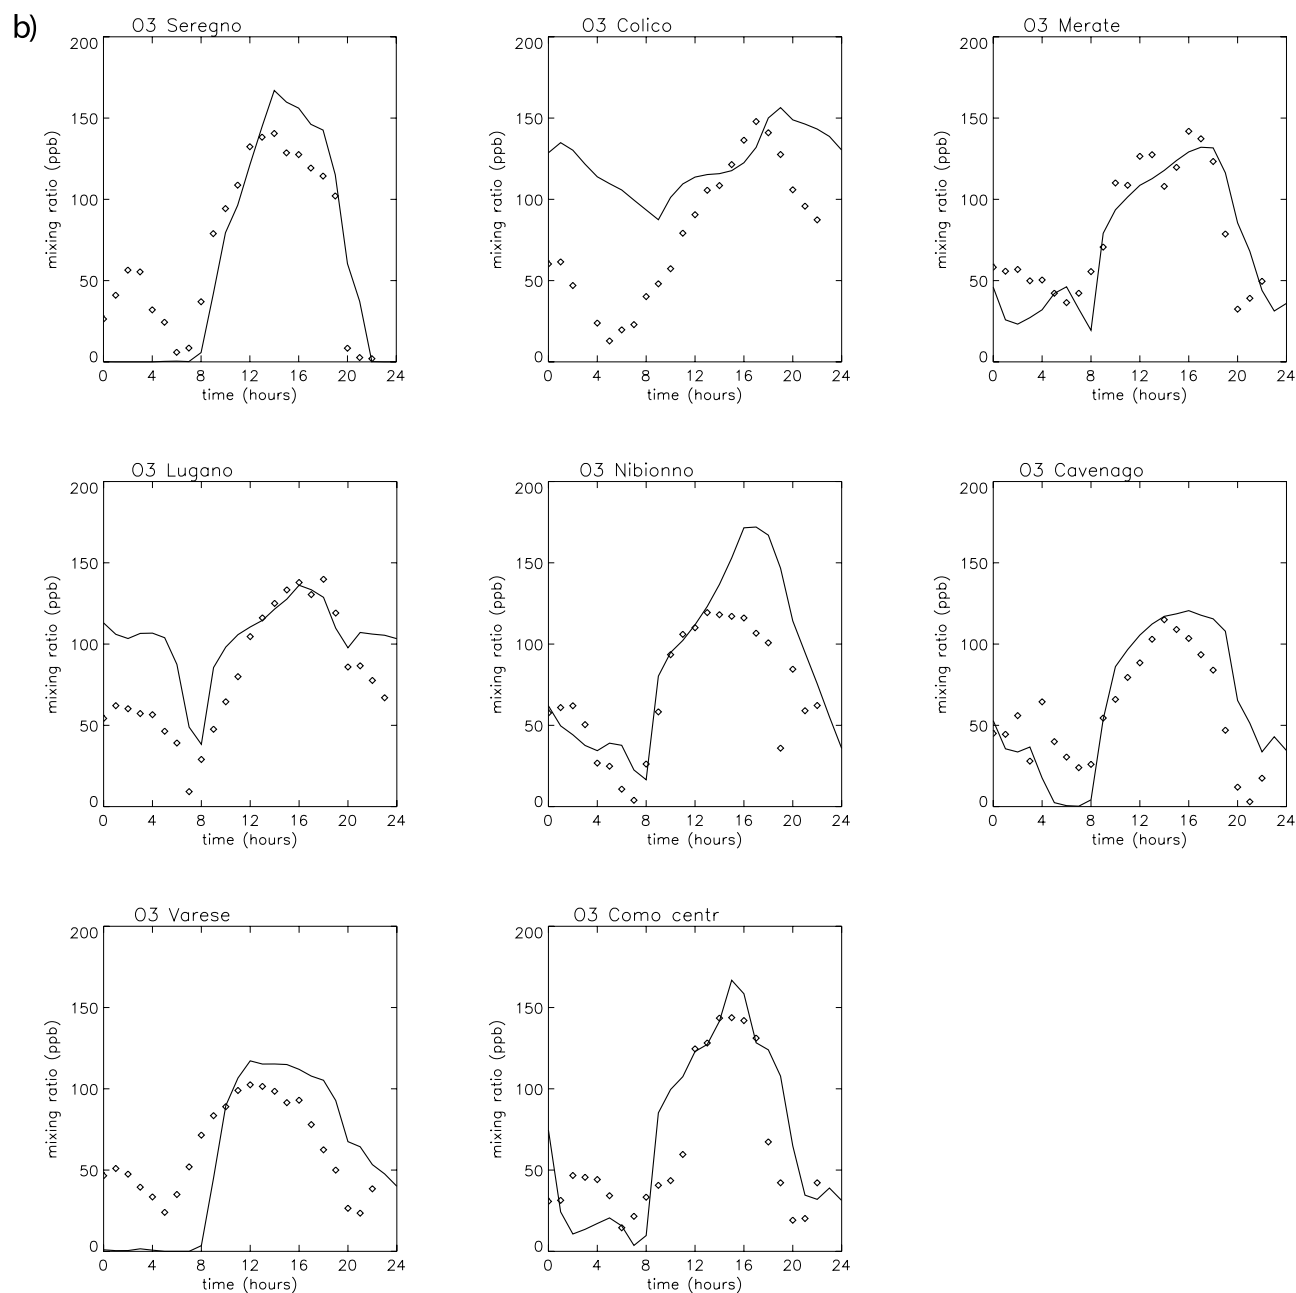 b)
O3 Seregno
O3 Colico
O3 Merate
200
150
100
50
0
mixing ratio (ppb)
0 4 8 12 16 20 24
time (hours)
200
150
100
50
0
mixing ratio (ppb)
0 4 8 12 16 20 24
time (hours)
200
150
100
50
0
mixing ratio (ppb)
0 4 8 12 16 20 24
time (hours)
O3 Lugano
O3 Nibionno
O3 Cavenago
200
150
100
50
0
mixing ratio (ppb)
0 4 8 12 16 20 24
time (hours)
200
150
100
50
0
mixing ratio (ppb)
0 4 8 12 16 20 24
time (hours)
200
150
100
50
0
mixing ratio (ppb)
0 4 8 12 16 20 24
time (hours)
O3 Varese
O3 Como centr
200
150
100
50
0
mixing ratio (ppb)
0 4 8 12 16 20 24
time (hours)
200
150
100
50
0
mixing ratio (ppb)
0 4 8 12 16 20 24
time (hours)